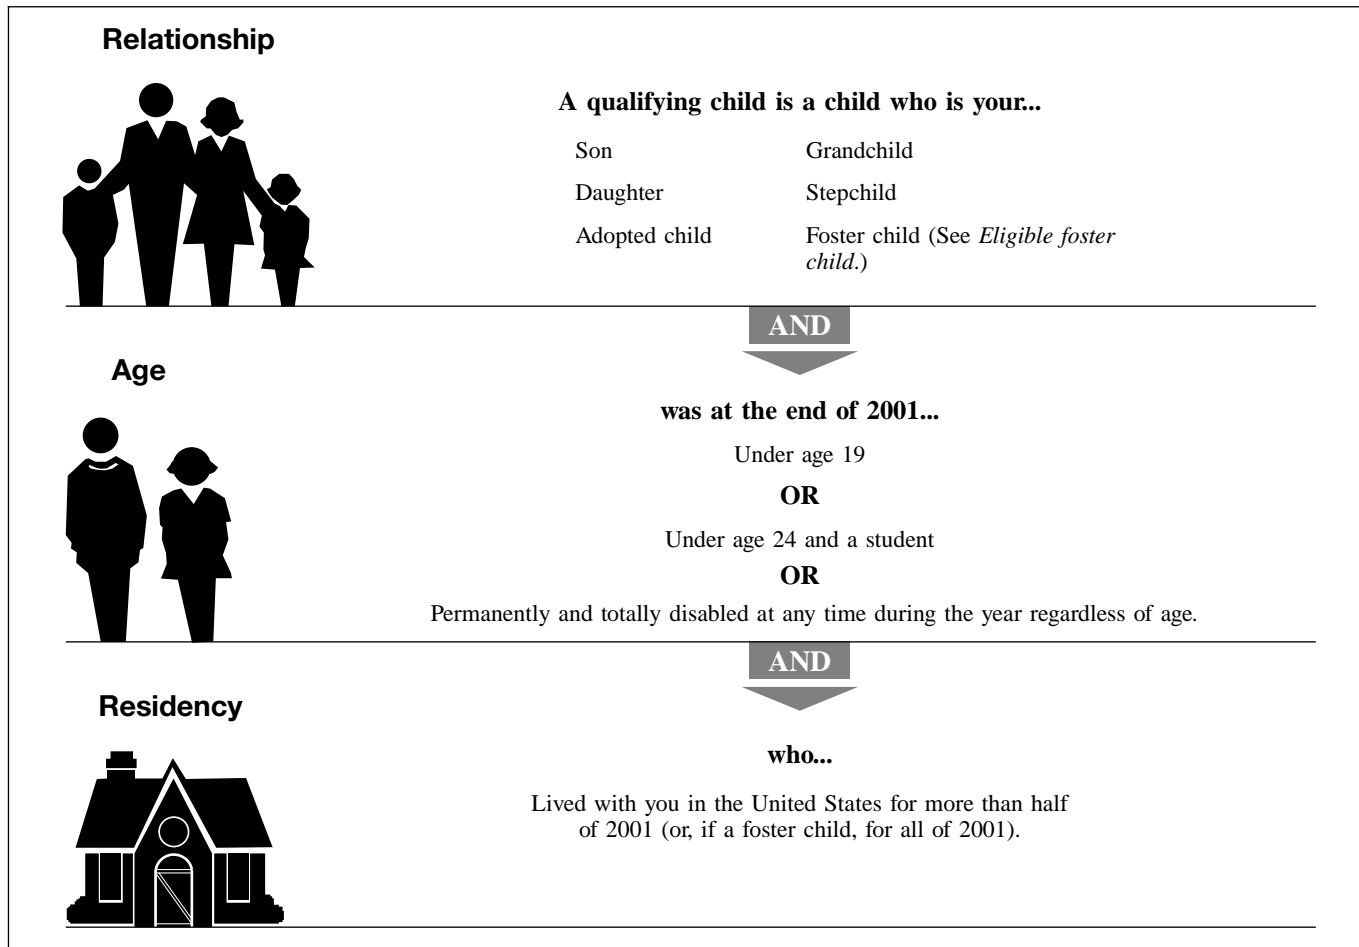 Relationship
A qualifying child is a child who is your...
Son Grandchild
Daughter Stepchild
Adopted child Foster child (See Eligible foster
child.)
AND
Age
was at the end of 2001...
Under age 19
OR
Under age 24 and a student
OR
Permanently and totally disabled at any time during the year regardless of age.
AND
Residency
who...
Lived with you in the United States for more than half
of 2001 (or, if a foster child, for all of 2001).